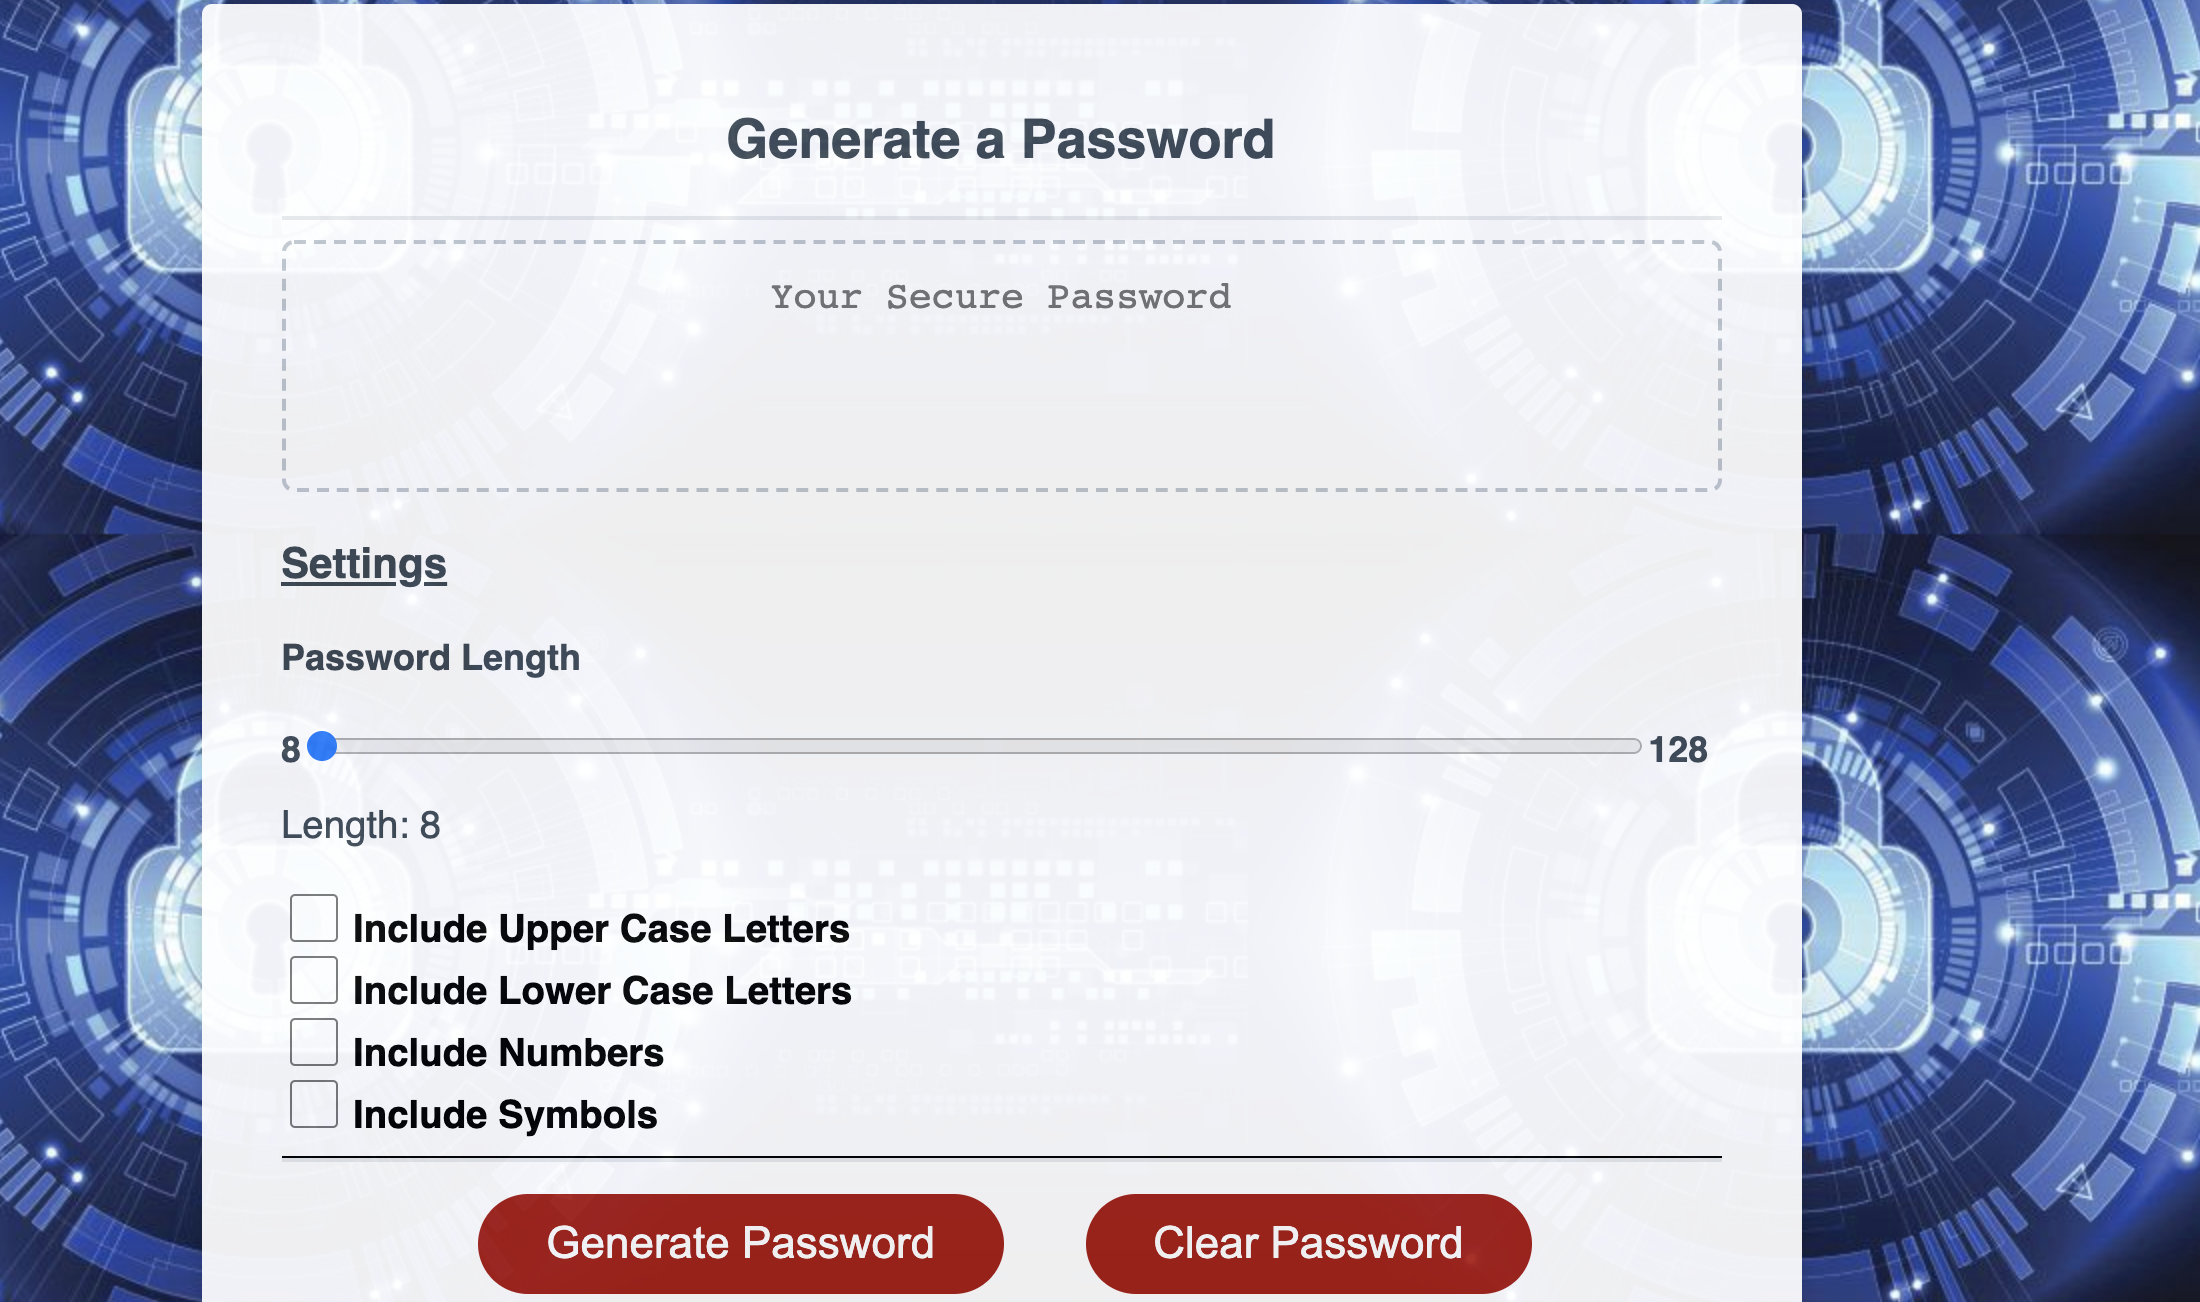 Generate a Password
Your Secure Password
Settings
Password Length
8 128
Length: 8
Include Upper Case Letters
Include Lower Case Letters
Include Numbers
Include Symbols
Generate Password Clear Password